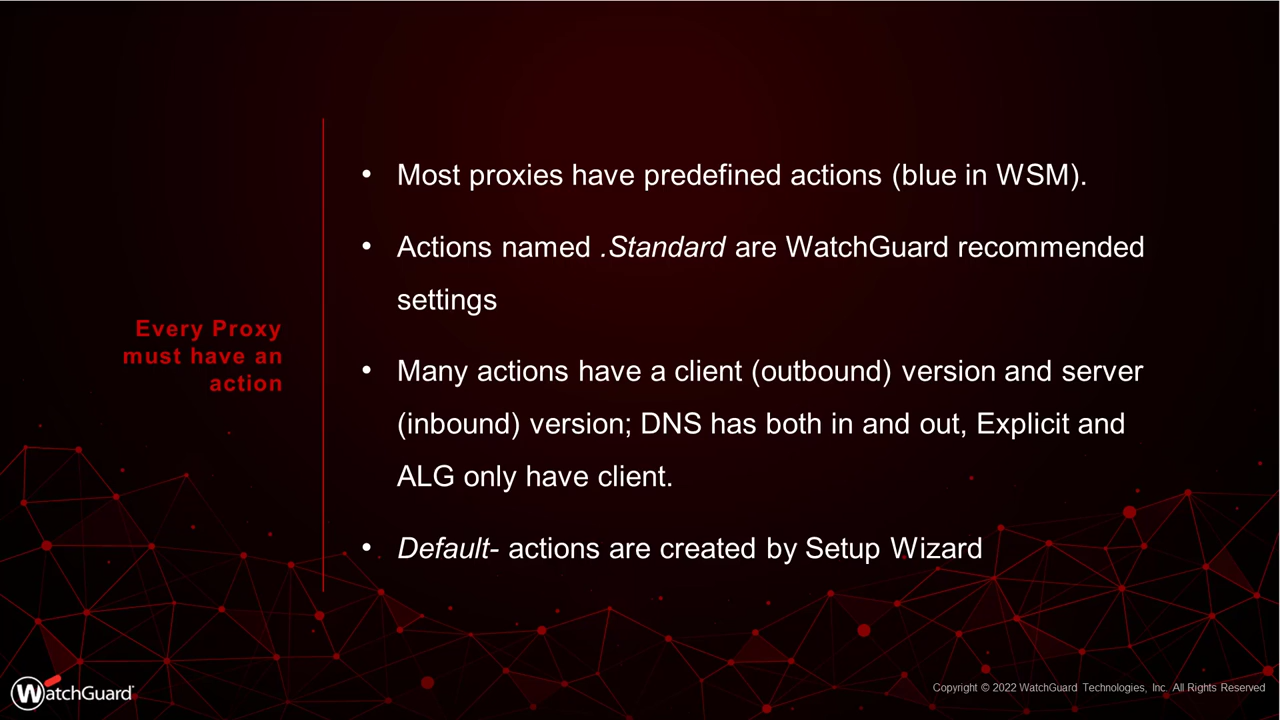 Every Proxy
must have an
action
• Most proxies have predefined actions (blue in WSM).
• Actions named .Standard are WatchGuard recommended
settings
• Many actions have a client (outbound) version and server
(inbound) version; DNS has both in and out, Explicit and
ALG only have client.
• Default- actions are created by Setup Wizard
WatchGuard
Copyright © 2022 WatchGuard Technologies, Inc. All Rights Reserved